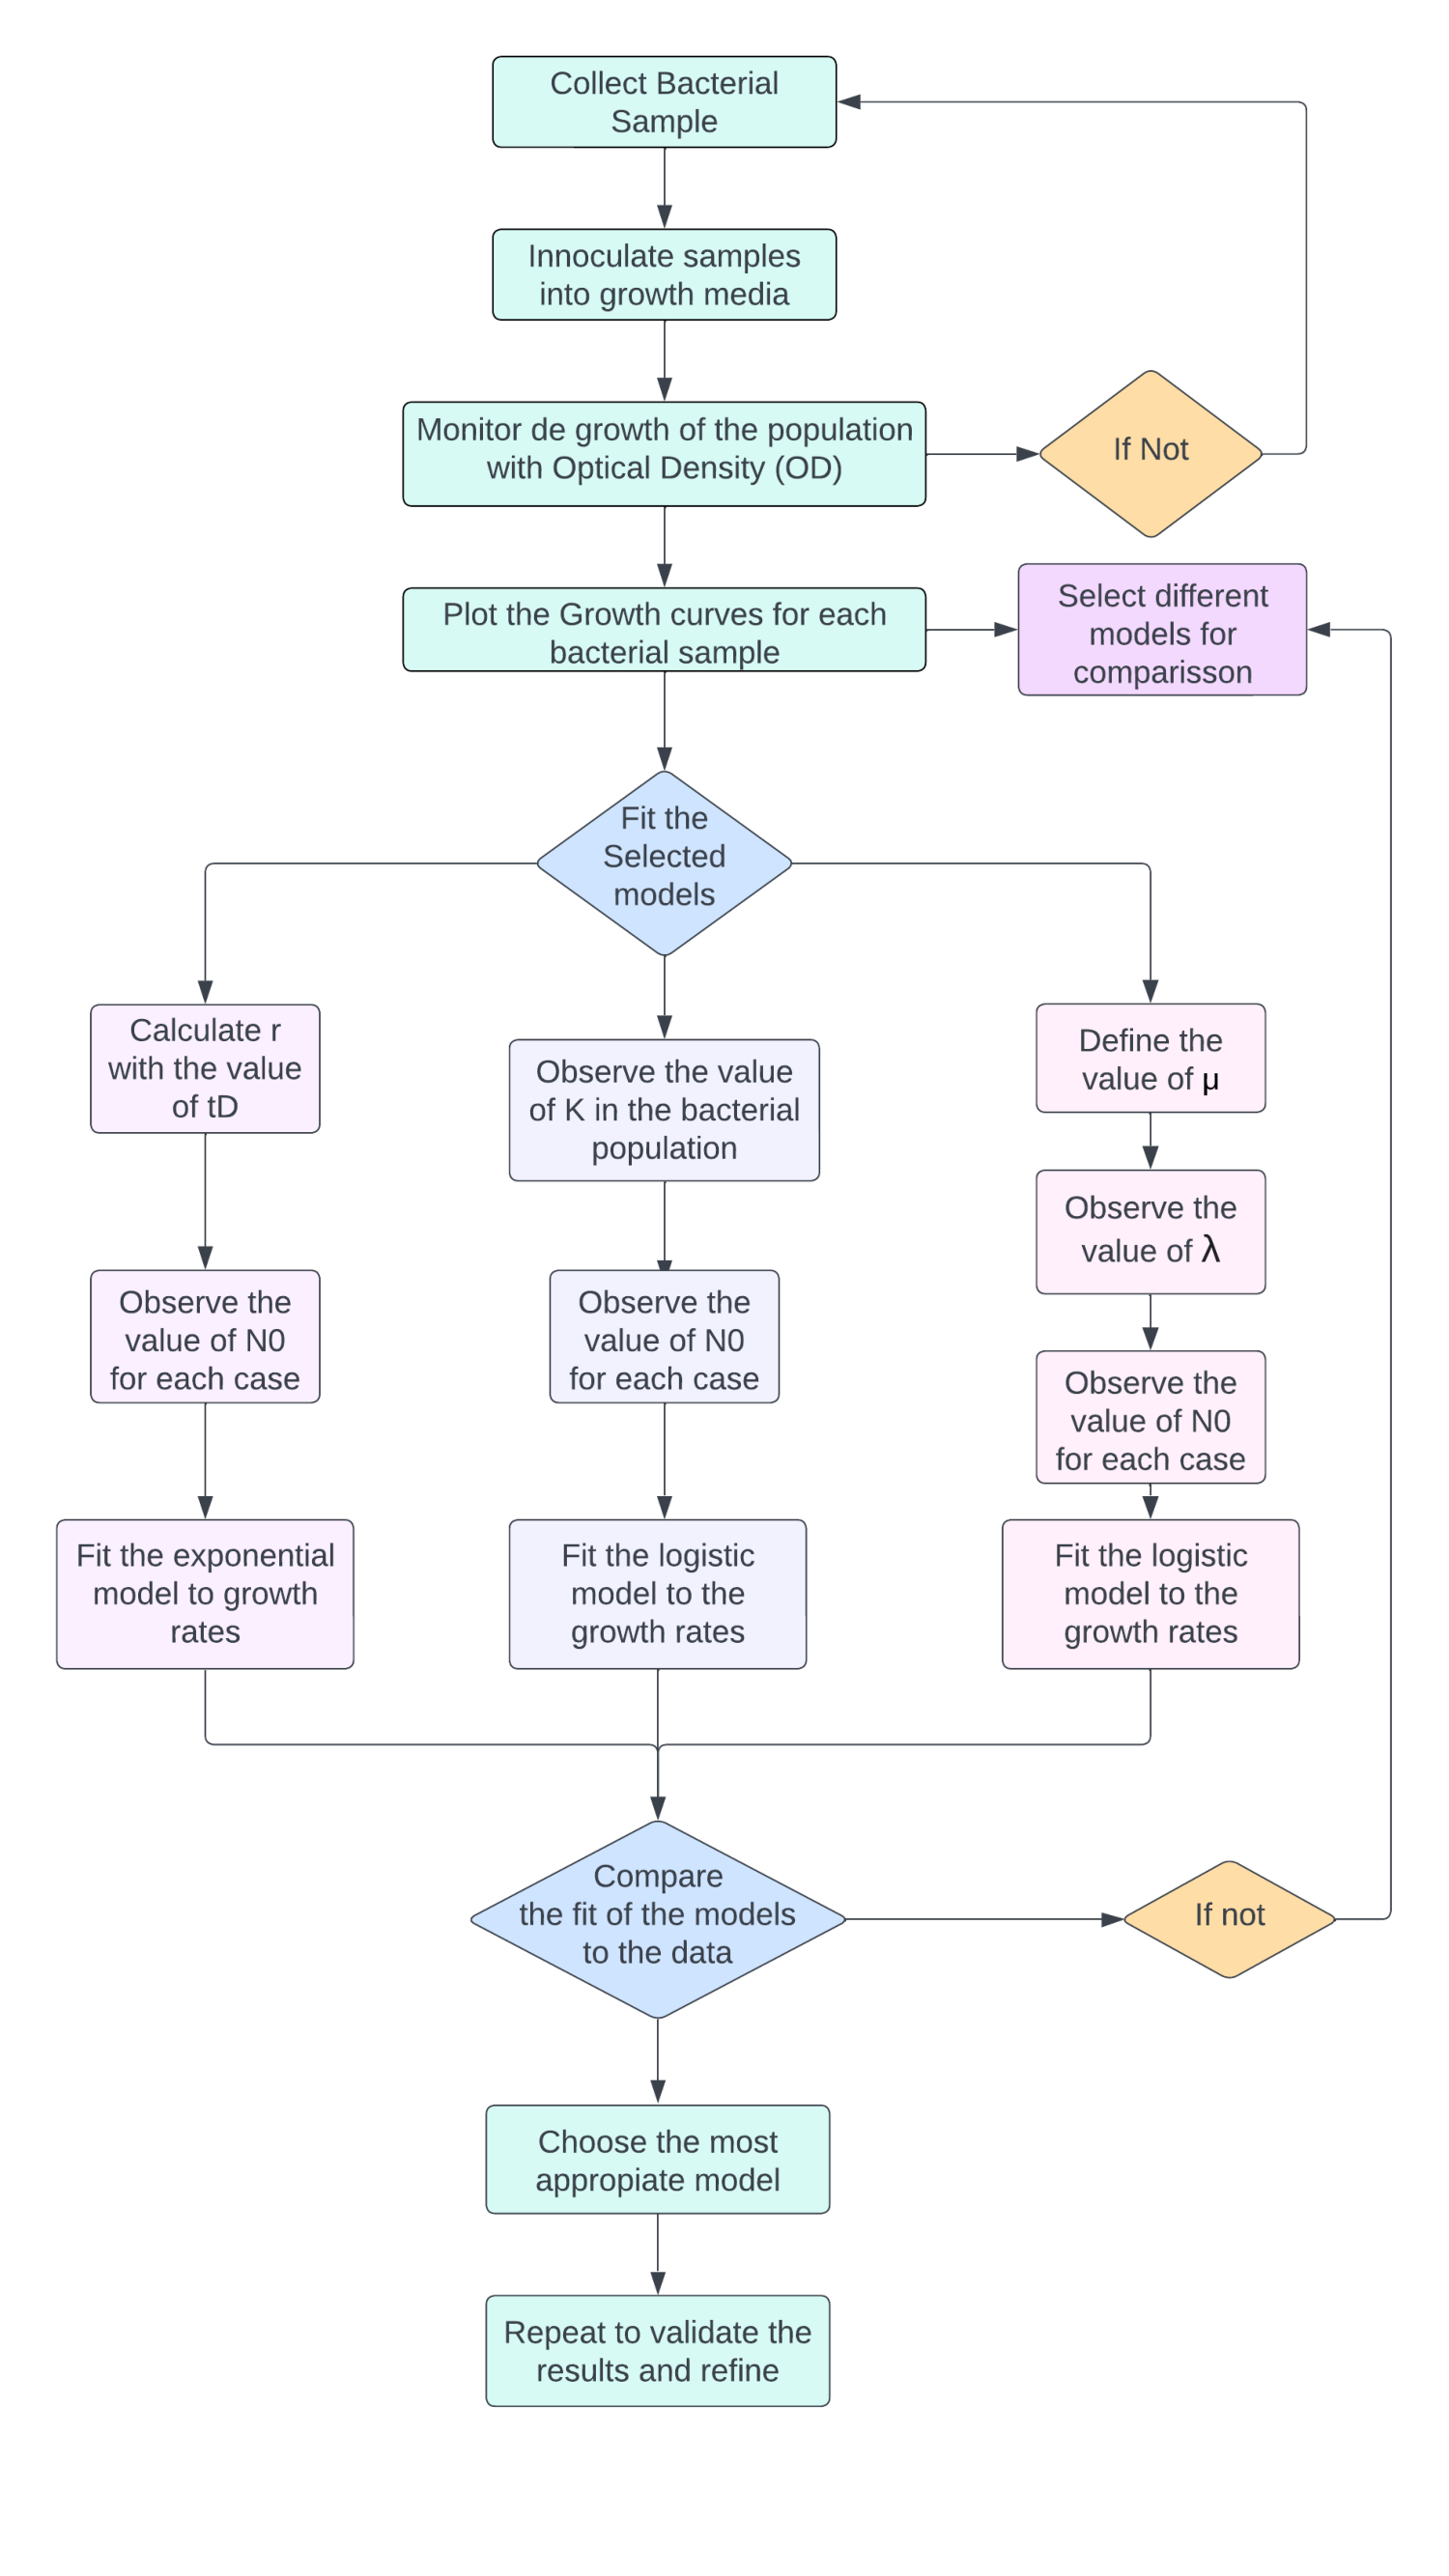 Collect Bacterial
Sample
Innoculate samples
into growth media
Monitor de growth of the population
with Optical Density (OD)
If Not
Plot the Growth curves for each
bacterial sample
Select different
models for
comparisson
Fit the
Selected
models
Calculate r
with the value
of tD
Observe the value
of K in the bacterial
population
Define the
value of μ
Observe the
value of λ
Observe the
value of N0
for each case
Observe the
value of N0
for each case
Observe the
value of N0
for each case
Fit the exponential
model to growth
rates
Fit the logistic
model to the
growth rates
Fit the logistic
model to the
growth rates
Compare
the fit of the models
to the data
If not
Choose the most
appropiate model
Repeat to validate the
results and refine